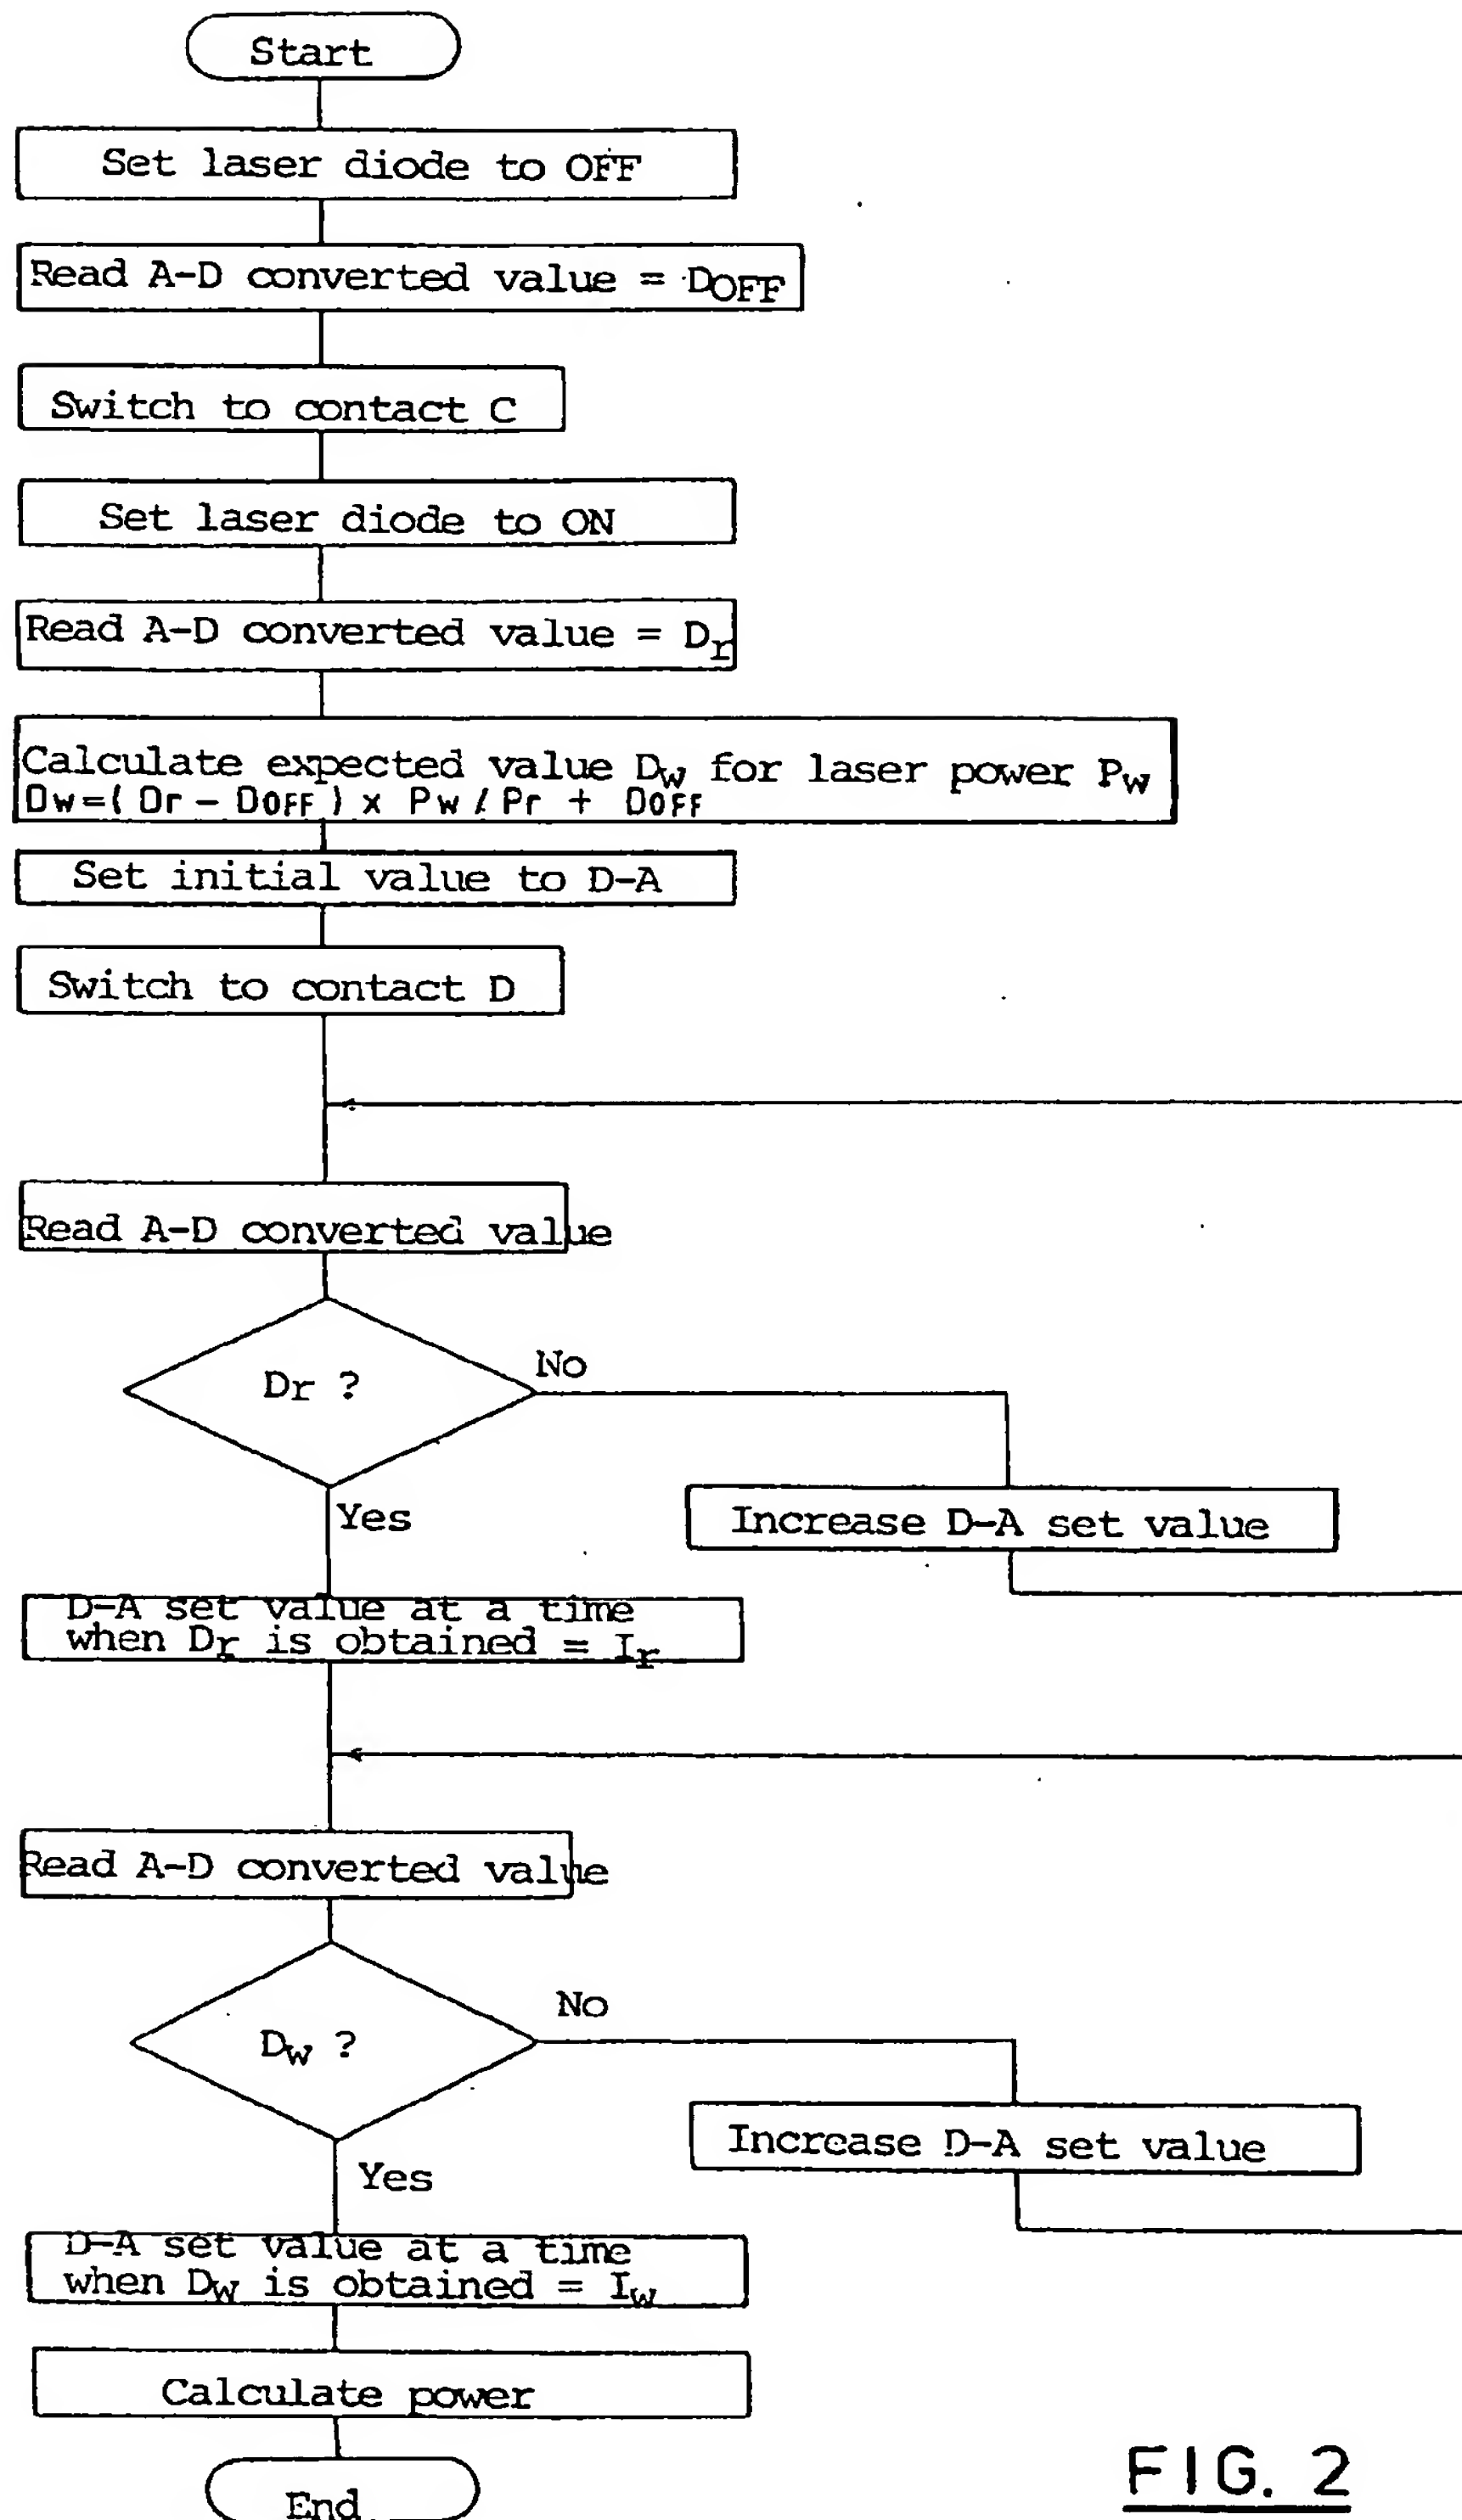 Start
Set laser diode to OFF
Read A-D converted value = DOFF
Switch to contact C
Set laser diode to ON
Read A-D converted value = Dr
Calculate expected value Dw for laser power Pw
Dw=(Dr-DOFF) x Pw/Pr + DOFF
Set initial value to D-A
Switch to contact D
Read A-D converted value
Dr ?
No
Yes
Increase D-A set value
D-A set value at a time
when Dr is obtained = Ir
Read A-D converted value
Dw ?
No
Yes
Increase D-A set value
D-A set value at a time
when Dw is obtained = Iw
Calculate power
End
FIG. 2